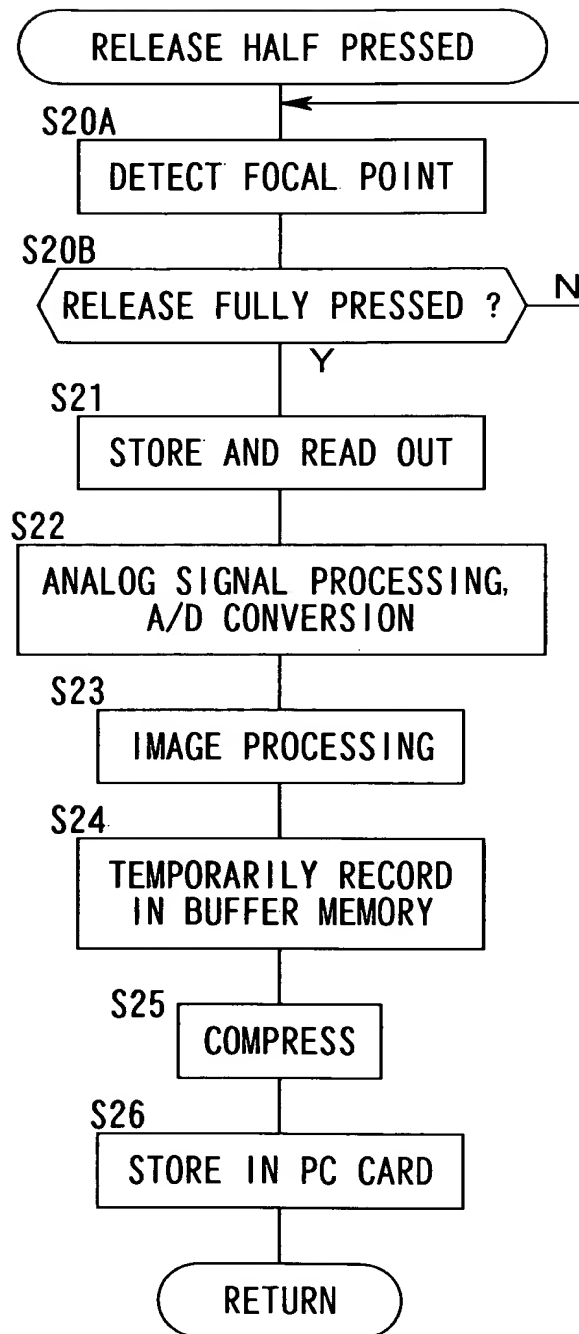 RELEASE HALF PRESSED
S20A
DETECT FOCAL POINT
S20B
RELEASE FULLY PRESSED ?
N
Y
S21
STORE AND READ OUT
S22
ANALOG SIGNAL PROCESSING,
A/D CONVERSION
S23
IMAGE PROCESSING
S24
TEMPORARILY RECORD
IN BUFFER MEMORY
S25
COMPRESS
S26
STORE IN PC CARD
RETURN